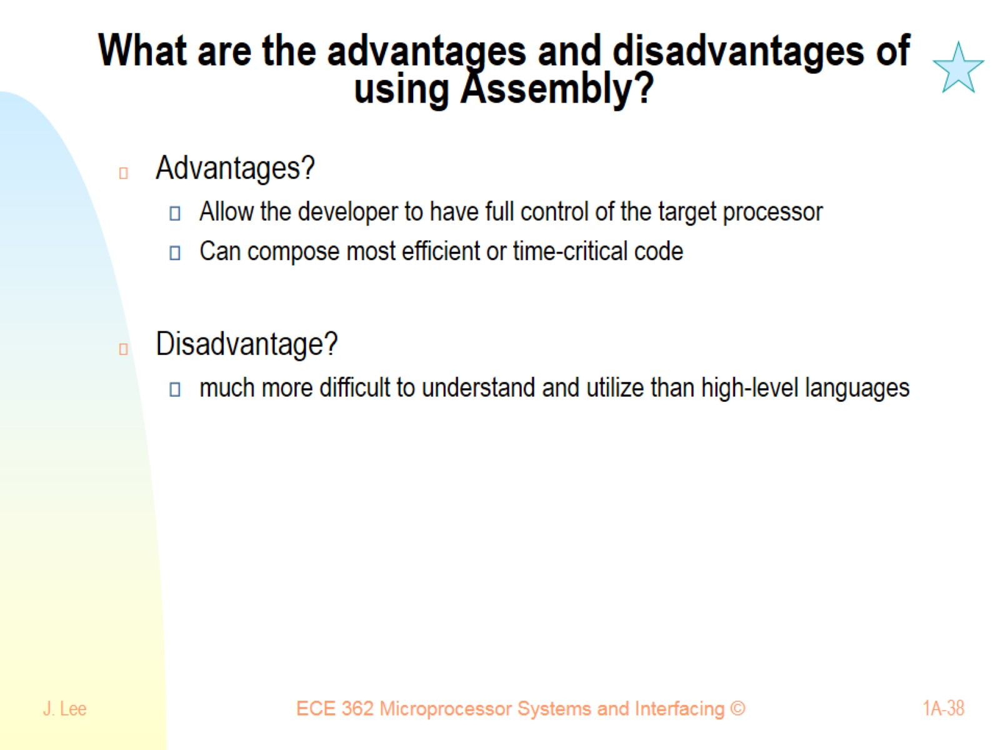 What are the advantages and disadvantages of
using Assembly?
Advantages?
Allow the developer to have full control of the target processor
Can compose most efficient or time-critical code
Disadvantage?
much more difficult to understand and utilize than high-level languages
J. Lee
ECE 362 Microprocessor Systems and Interfacing ©
1A-38